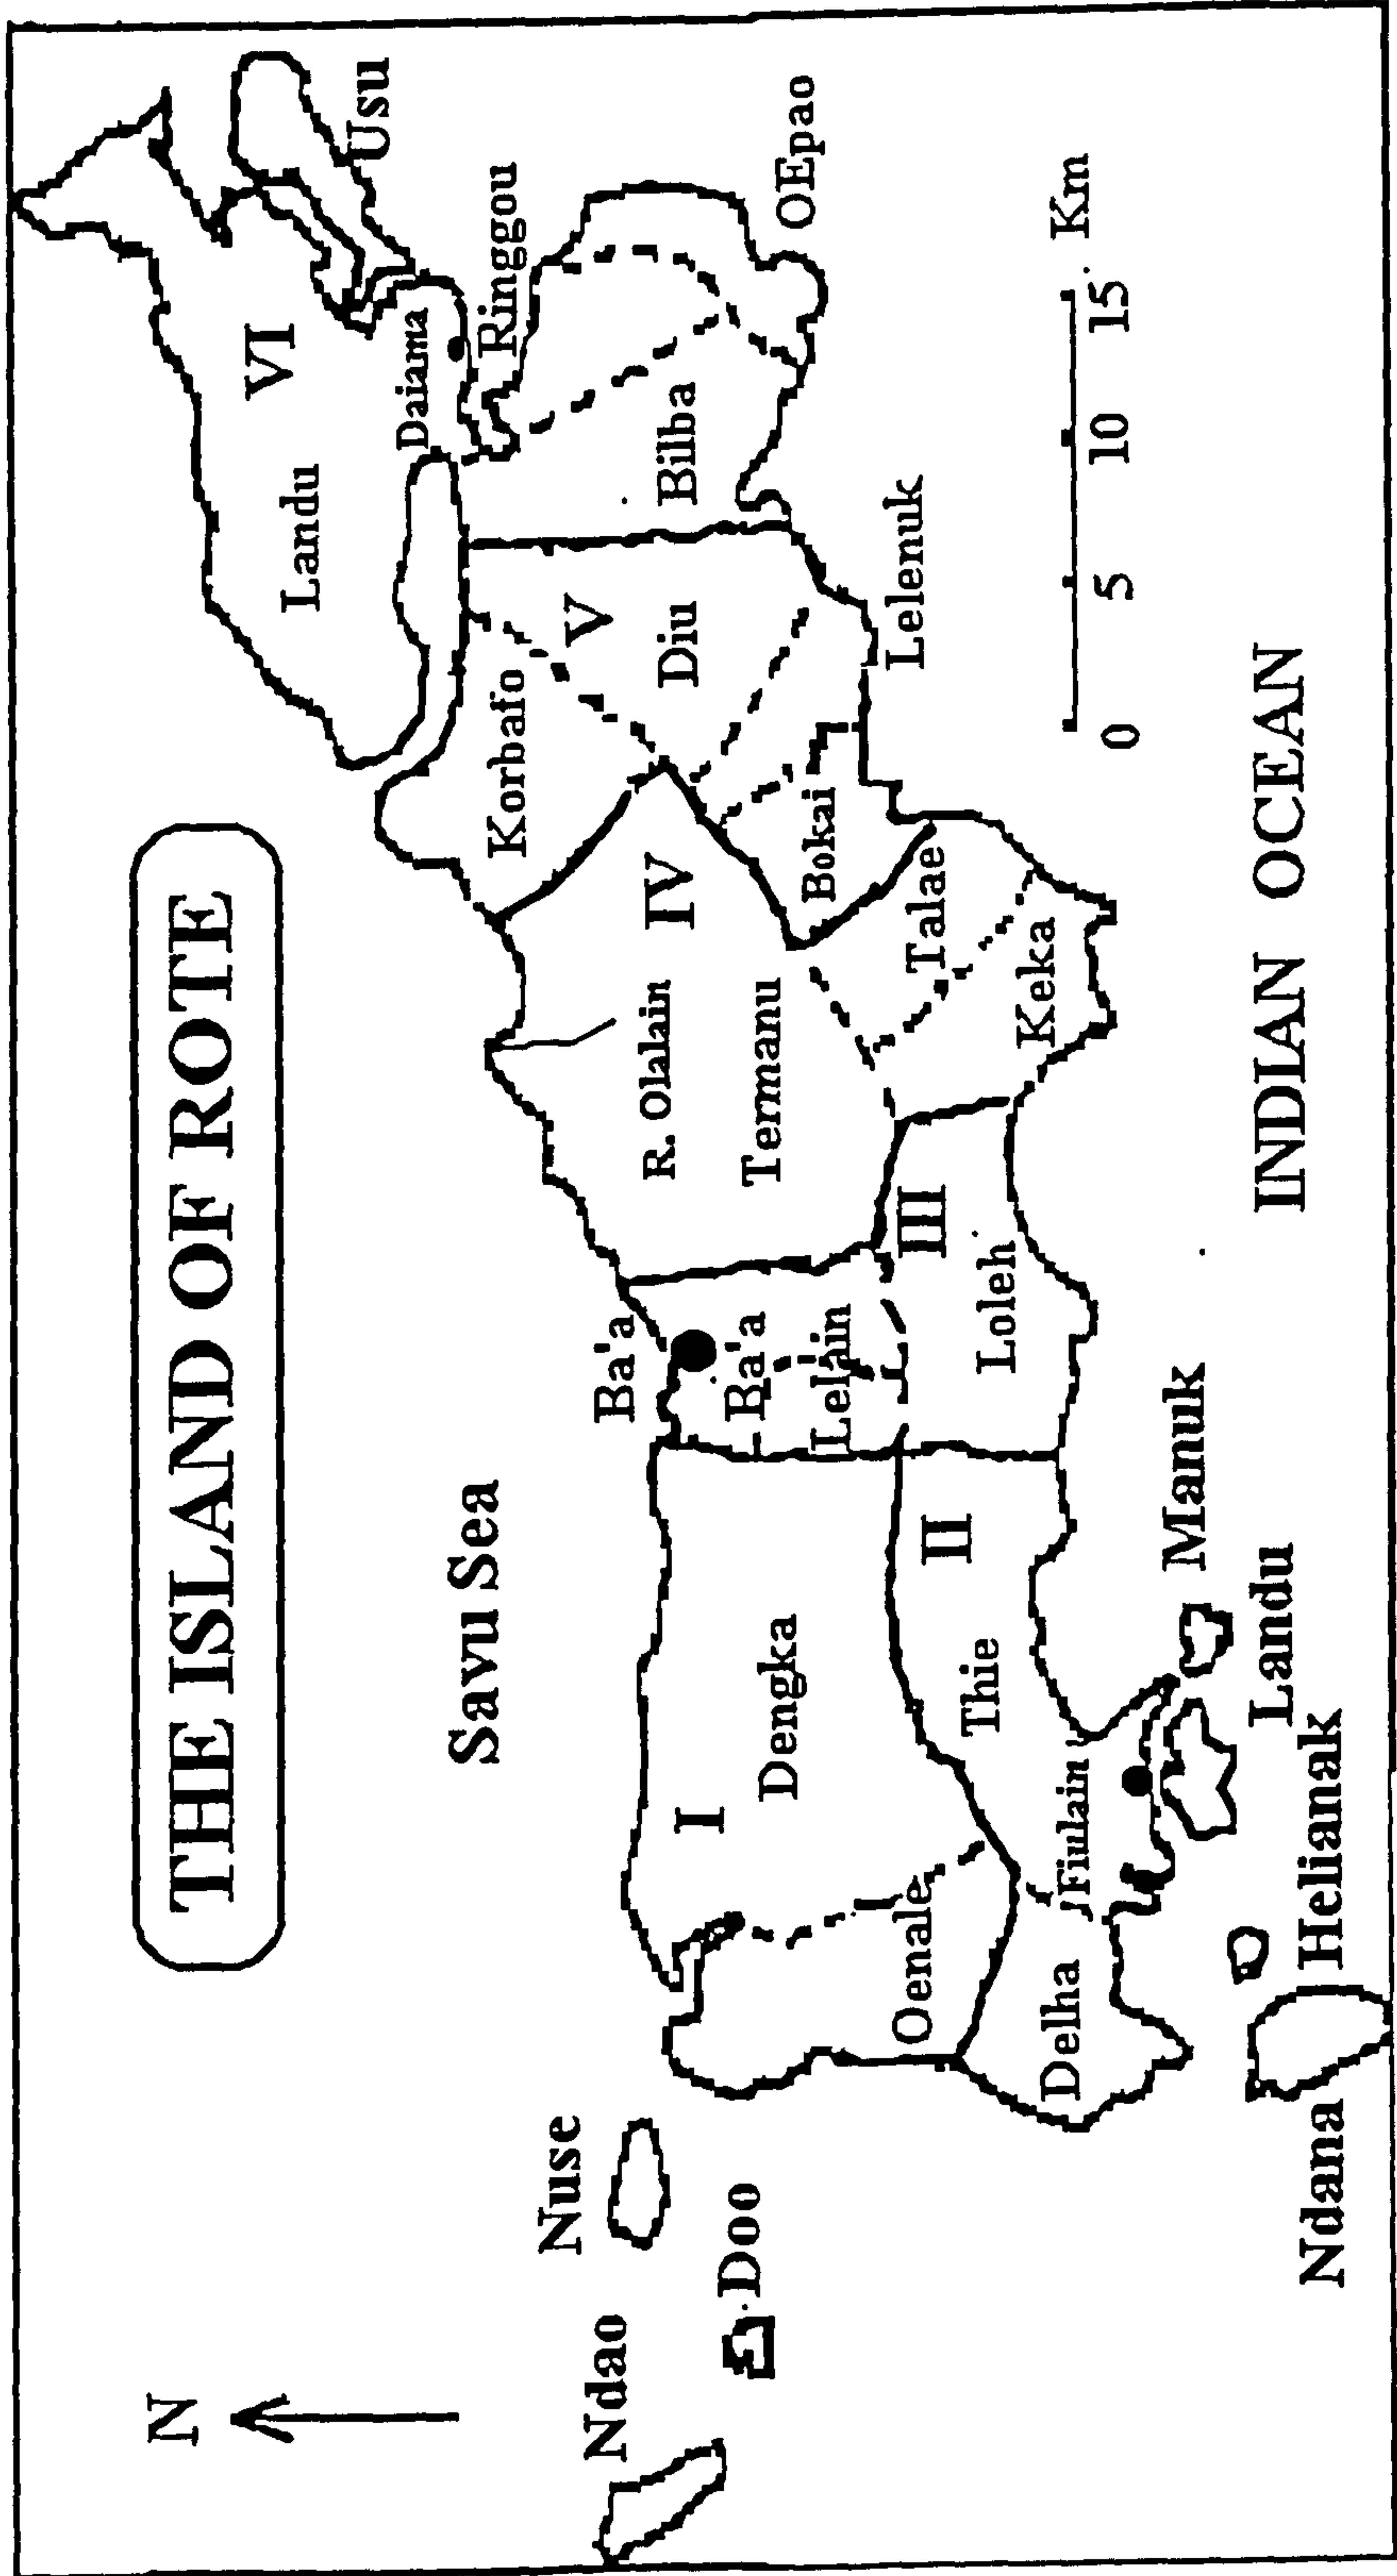 THE ISLAND OF ROTE
N
Savu Sea
Usu
VI
Landu
Daiama
Ringgou
OEpao
Bilba
V
Diu
Korbafo
Lelenuk
Bokai
IV
Talae
Keka
R. Olalain
Termanu
Ba'a
Ba'a
Lelain
III
Loleh
I
Dengka
II
Thie
Oenale
Fiulain
Delha
Nuse
Doo
Ndao
Manuk
Landu
Helianak
Ndana
0 5 10 15 Km
INDIAN OCEAN